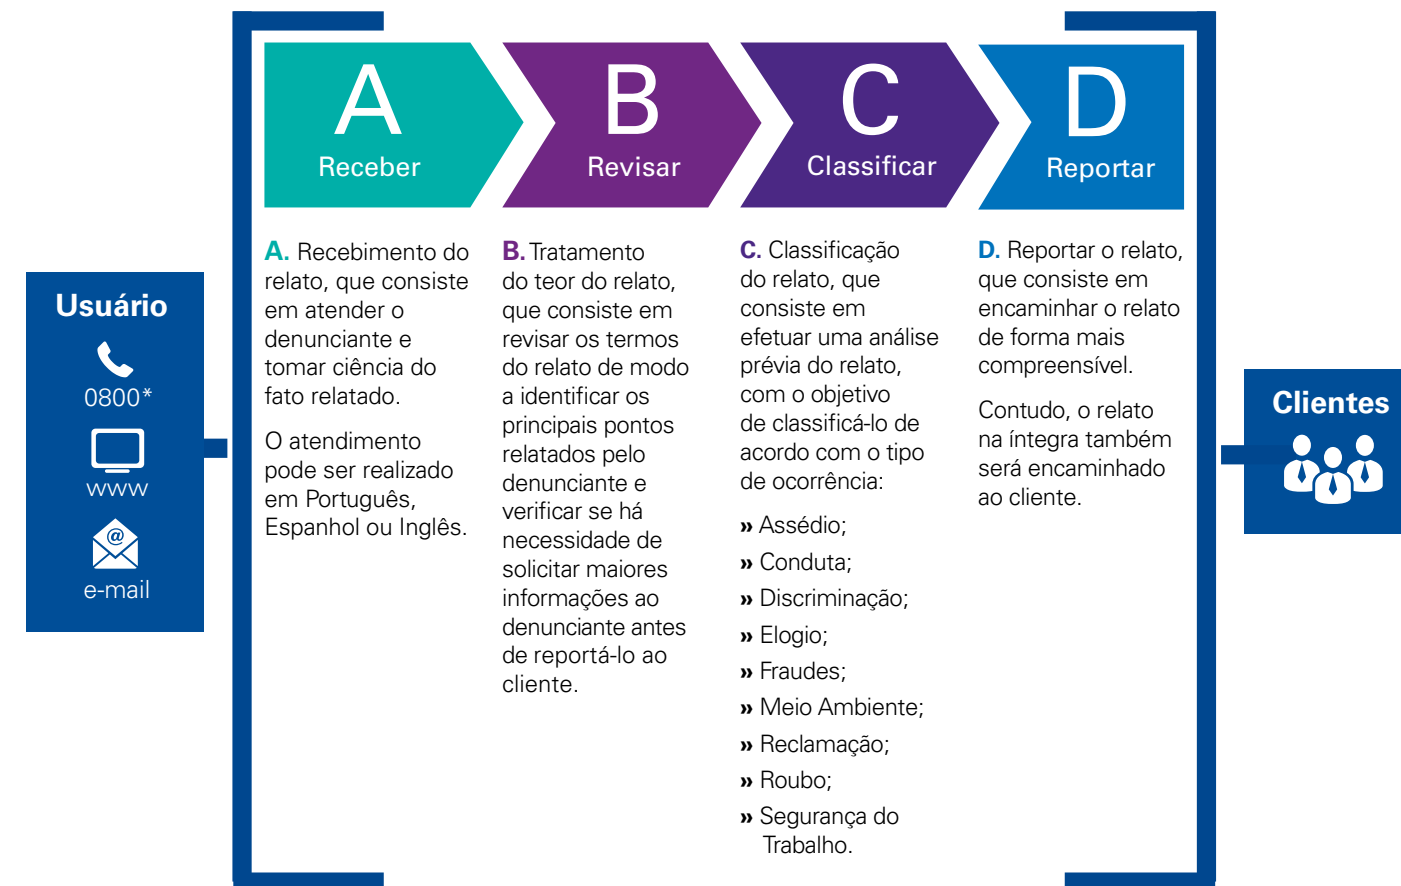 Usuário
0800*
www
@
e-mail
A
Receber
A. Recebimento do
relato, que consiste
em atender o
denunciante e
tomar ciência do
fato relatado.
O atendimento
pode ser realizado
em Português,
Espanhol ou Inglês.
B
Revisar
B. Tratamento
do teor do relato,
que consiste em
revisar os termos
do relato de modo
a identificar os
principais pontos
relatados pelo
denunciante e
verificar se há
necessidade de
solicitar maiores
informações ao
denunciante antes
de reportá-lo ao
cliente.
C
Classificar
C. Classificação
do relato, que
consiste em
efetuar uma análise
prévia do relato,
com o objetivo
de classificá-lo de
acordo com o tipo
de ocorrência:
» Assédio;
» Conduta;
» Discriminação;
» Elogio;
» Fraudes;
» Meio Ambiente;
» Reclamação;
» Roubo;
» Segurança do
Trabalho.
D
Reportar
D. Reportar o relato,
que consiste em
encaminhar o relato
de forma mais
compreensível.
Contudo, o relato
na íntegra também
será encaminhado
ao cliente.
Clientes